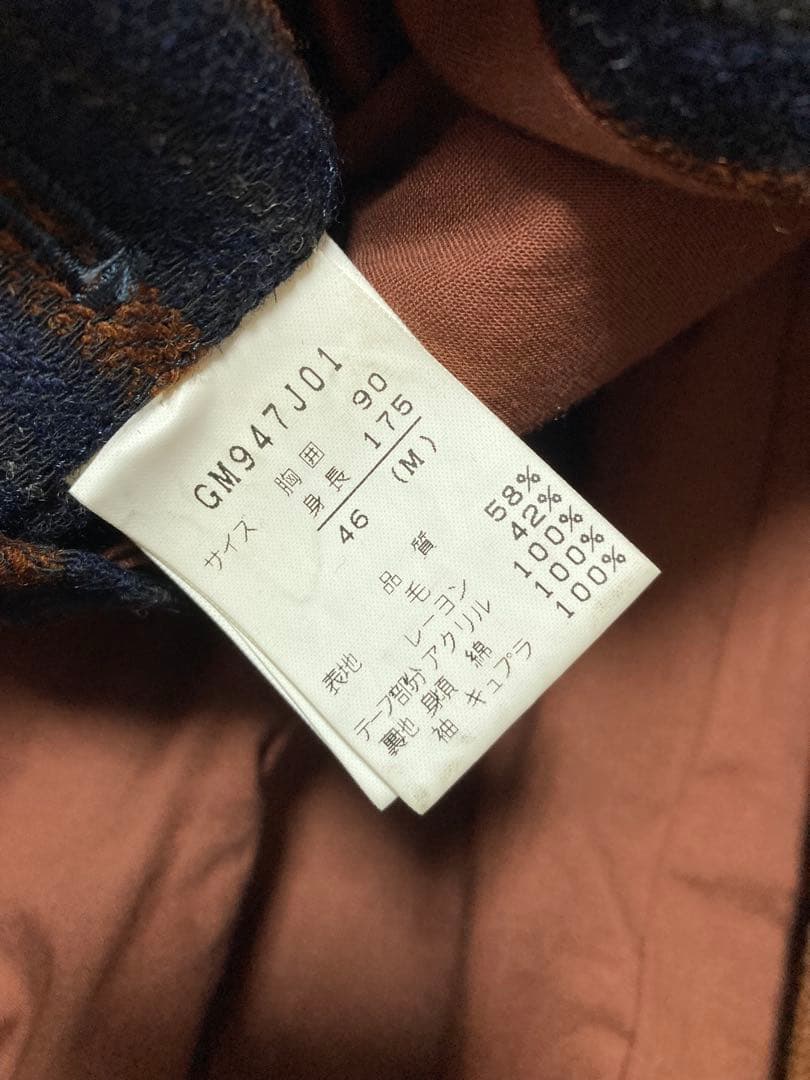 GM947J01
サイズ 胸囲 90
身長 175
46 (M)
品質
表地 毛 58%
レーヨン 42%
テープ部分 アクリル 100%
裏地 身頃 綿 100%
袖 キュプラ 100%